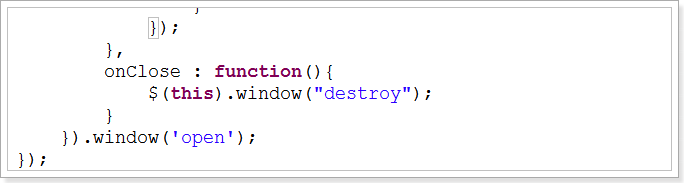 }
});
},
onClose : function(){
$(this).window("destroy");
}
}).window('open');
});